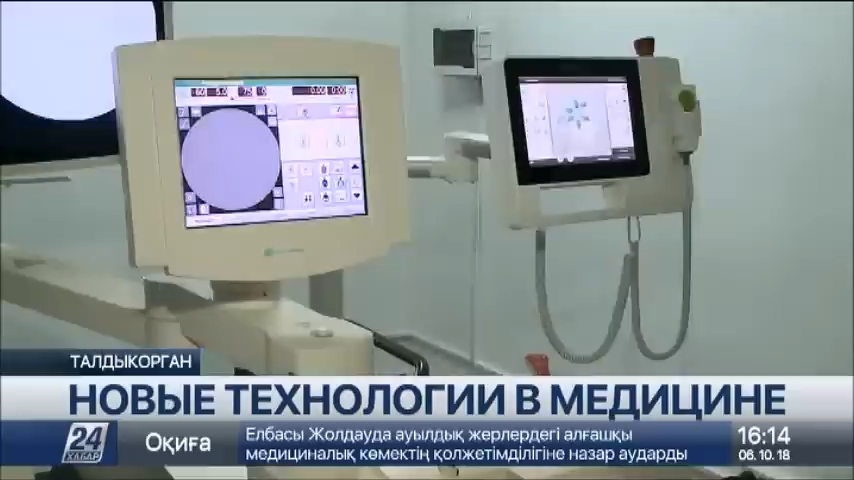 ТАЛДЫКОРГАН
НОВЫЕ ТЕХНОЛОГИИ В МЕДИЦИНЕ
24 ХАБАР
Оқиға
Елбасы Жолдауда ауылдық жерлердегі алғашқы
медициналық көмектің қолжетімділігіне назар аударды
16:14
06.10.18